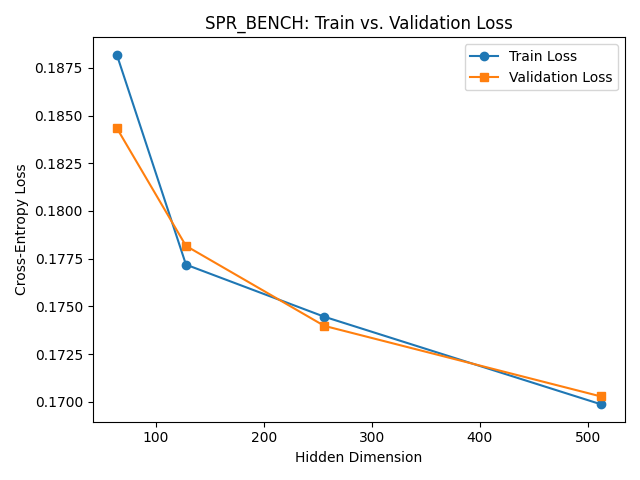 SPR_BENCH: Train vs. Validation Loss
Train Loss
Validation Loss
Cross-Entropy Loss
0.1875
0.1850
0.1825
0.1800
0.1775
0.1750
0.1725
0.1700
100 200 300 400 500
Hidden Dimension